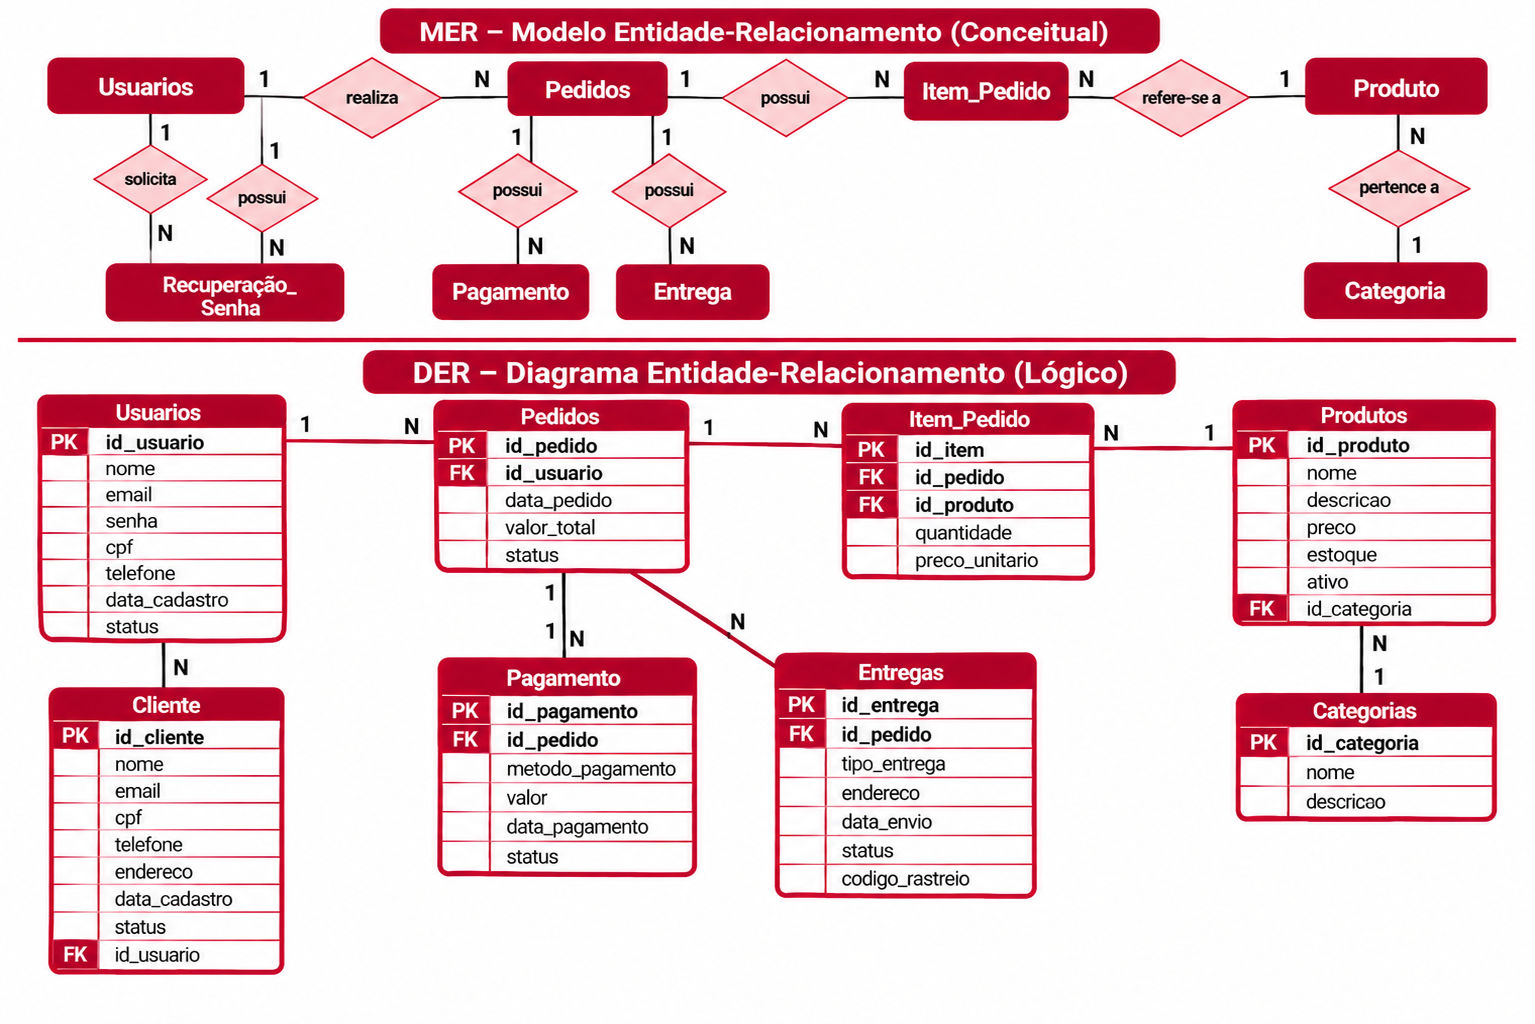 MER – Modelo Entidade-Relacionamento (Conceitual)
Usuarios
1
realiza
N
Pedidos
1
possui
N
Item_Pedido
N
refere-se a
1
Produto
1
solicita
N
1
possui
N
Recuperação_
Senha
1
possui
N
Pagamento
1
possui
N
Entrega
N
pertence a
1
Categoria
DER – Diagrama Entidade-Relacionamento (Lógico)
Usuarios
PK id_usuario
nome
email
senha
cpf
telefone
data_cadastro
status
1
N
Pedidos
PK id_pedido
FK id_usuario
data_pedido
valor_total
status
1
N
Item_Pedido
PK id_item
FK id_pedido
FK id_produto
quantidade
preco_unitario
N
1
Produtos
PK id_produto
nome
descricao
preco
estoque
ativo
FK id_categoria
N
Cliente
PK id_cliente
nome
email
cpf
telefone
endereco
data_cadastro
status
FK id_usuario
1
1
N
Pagamento
PK id_pagamento
FK id_pedido
metodo_pagamento
valor
data_pagamento
status
N
Entregas
PK id_entrega
FK id_pedido
tipo_entrega
endereco
data_envio
status
codigo_rastreio
N
1
Categorias
PK id_categoria
nome
descricao